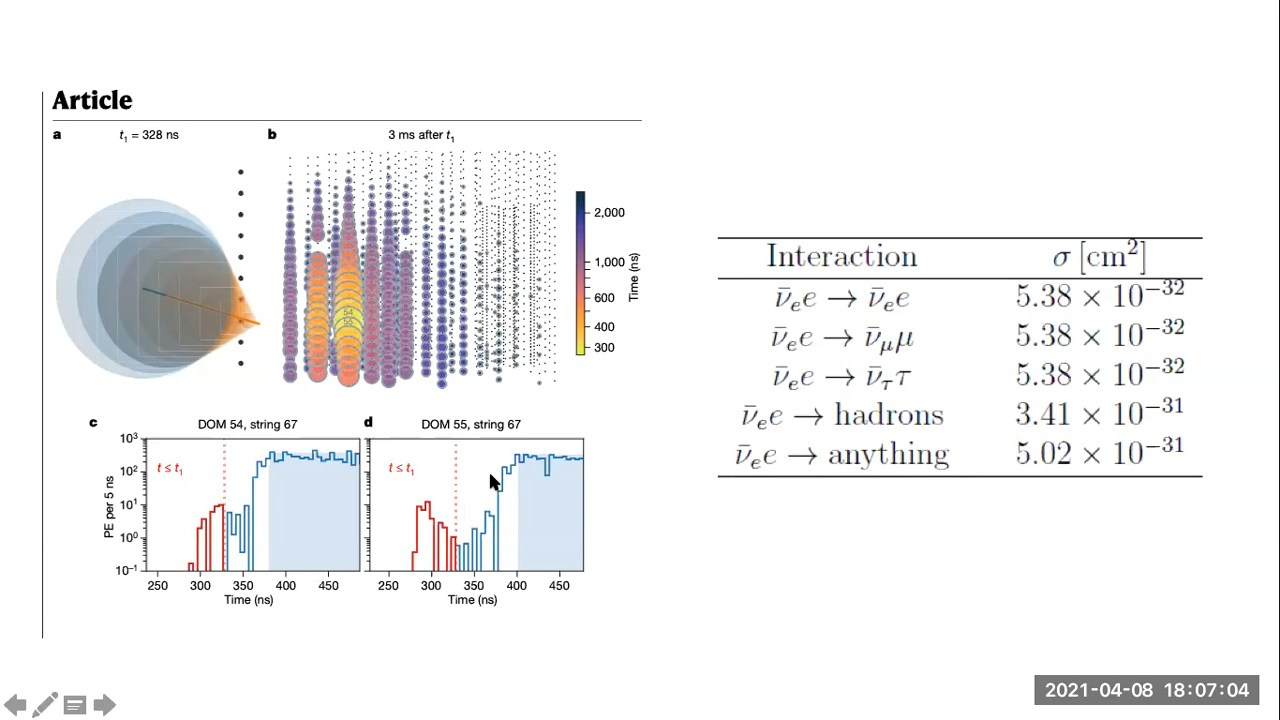 Article
a t₁ = 328 ns
b 3 ms after t₁
54
55
2,000
1,000
600
400
300
Time (ns)
c DOM 54, string 67
t ≤ t₁
PE per 5 ns
10³
10²
10¹
10⁰
10⁻¹
250 300 350 400 450
Time (ns)
d DOM 55, string 67
t ≤ t₁
250 300 350 400 450
Time (ns)
Interaction σ [cm²]
ν̄ₑe → ν̄ₑe 5.38 × 10⁻³²
ν̄ₑe → ν̄_μμ 5.38 × 10⁻³²
ν̄ₑe → ν̄_ττ 5.38 × 10⁻³²
ν̄ₑe → hadrons 3.41 × 10⁻³¹
ν̄ₑe → anything 5.02 × 10⁻³¹
2021-04-08 18:07:04